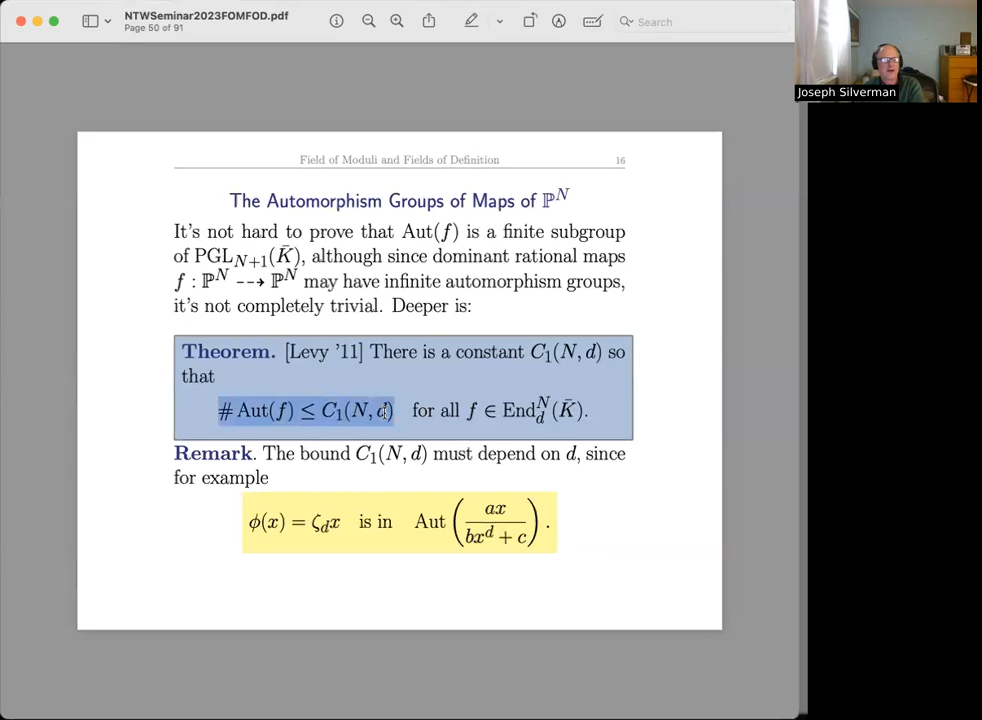 NTWSeminar2023FOMFOD.pdf
Page 50 of 91
Search
Joseph Silverman
Field of Moduli and Fields of Definition 16
The Automorphism Groups of Maps of ℙ^N
It's not hard to prove that Aut(f) is a finite subgroup
of PGL_{N+1}(K̄), although since dominant rational maps
f : ℙ^N ⇢ ℙ^N may have infinite automorphism groups,
it's not completely trivial. Deeper is:
Theorem. [Levy '11] There is a constant C₁(N, d) so
that
# Aut(f) ≤ C₁(N, d) for all f ∈ End_d^N(K̄).
Remark. The bound C₁(N, d) must depend on d, since
for example
φ(x) = ζ_d x is in Aut (ax / (bx^d + c)).